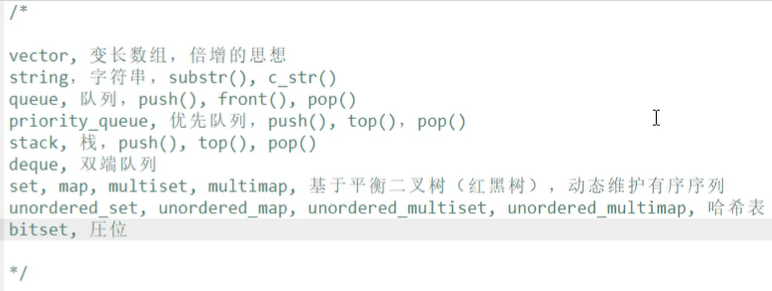 /*
vector, 变长数组，倍增的思想
string，字符串，substr(), c_str()
queue, 队列，push(), front(), pop()
priority_queue, 优先队列，push(), top()，pop()
stack, 栈，push(), top(), pop()
deque, 双端队列
set, map, multiset, multimap, 基于平衡二叉树（红黑树），动态维护有序序列
unordered_set, unordered_map, unordered_multiset, unordered_multimap, 哈希表
bitset, 圧位
*/